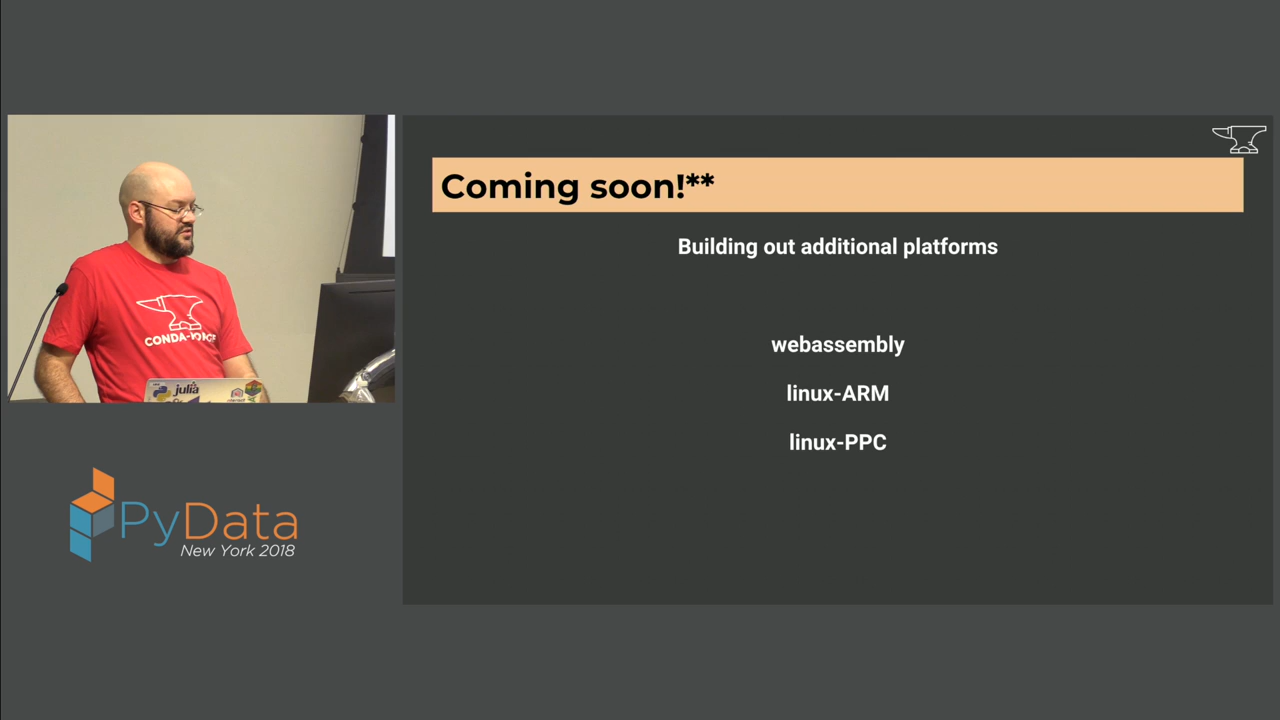 Coming soon!**
Building out additional platforms
webassembly
linux-ARM
linux-PPC
CONDA-FORGE
julia
PyData
New York 2018